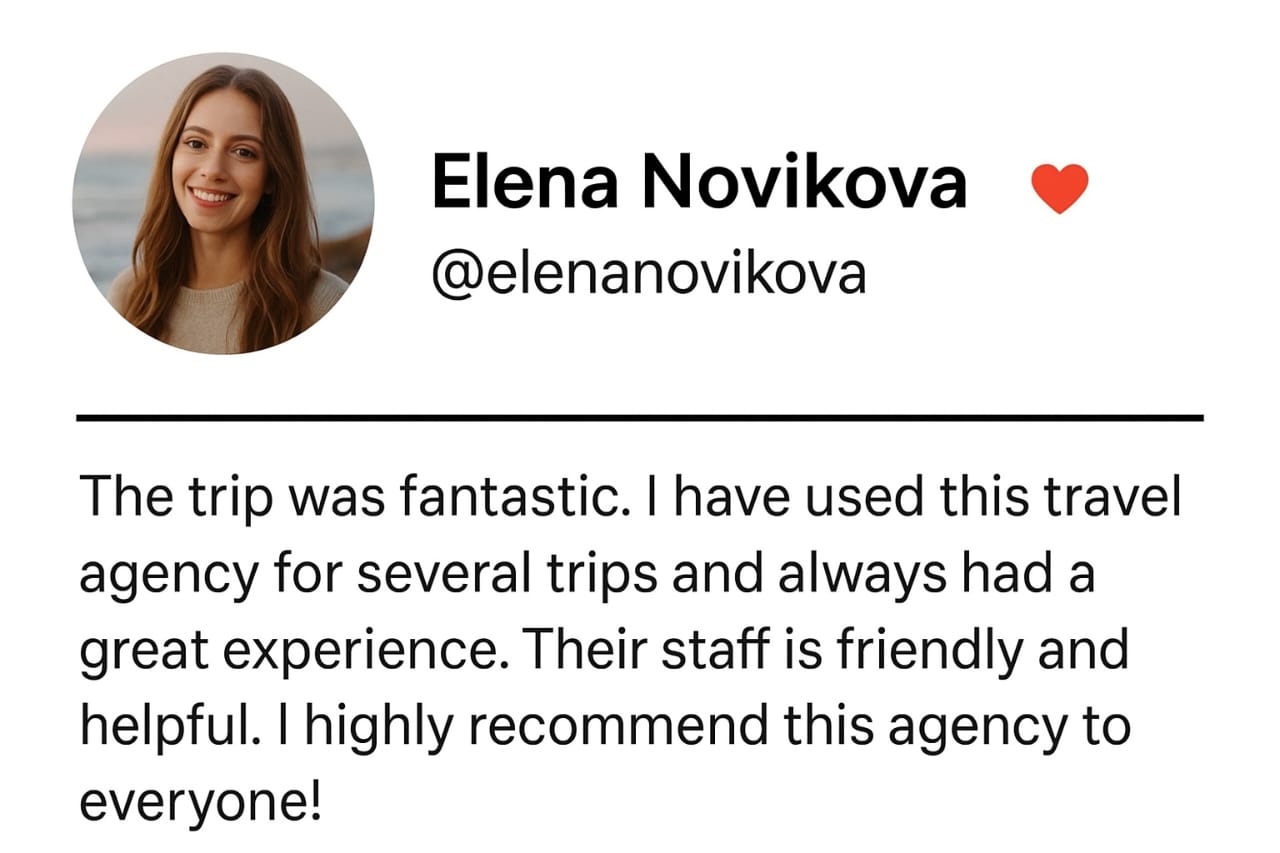 Elena Novikova
@elenanovikova
The trip was fantastic. I have used this travel
agency for several trips and always had a
great experience. Their staff is friendly and
helpful. I highly recommend this agency to
everyone!